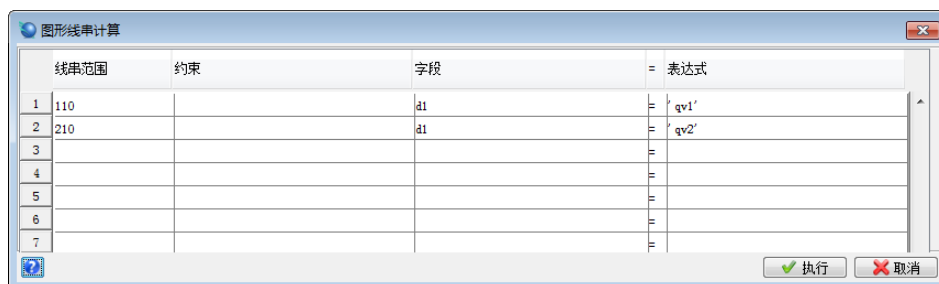 图形线串计算
线串范围 约束 字段 = 表达式
1 110 d1 = 'qv1'
2 210 d1 = 'qv2'
3 =
4 =
5 =
6 =
7 =
? 执行 取消